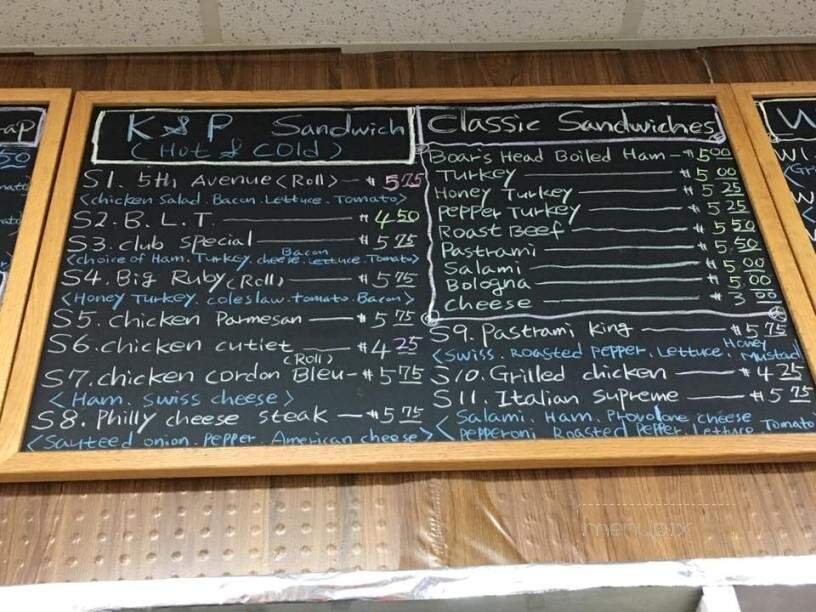 ap
50
K & P Sandwich
(Hot & Cold)
S1. 5th Avenue (Roll) - $ 5.75
<chicken Salad. Bacon. Lettuce. Tomato>
S2. B. L. T. $ 4.50
S3. club special $ 5.75
Bacon
<choice of Ham. Turkey. cheese. Lettuce. Tomato>
S4. Big Ruby (Roll) $ 5.75
<Honey Turkey. coleslaw. tomato. Bacon>
S5. chicken Parmesan $ 5.75
S6. chicken cutlet $ 4.25
(Roll)
S7. chicken cordon Bleu - $ 5.75
<Ham. swiss cheese>
S8. Philly cheese steak $ 5.75
<Sauteed onion. pepper. American cheese>
Classic Sandwiches
Boar's Head Boiled Ham - $ 5.00
Turkey $ 5.00
Honey Turkey $ 5.25
pepper Turkey $ 5.25
Roast Beef $ 5.50
Pastrami $ 5.50
Salami $ 5.00
Bologna $ 5.00
cheese $ 3.00
S9. Pastrami King $ 5.75
Honey
<Swiss. Roasted pepper. Lettuce. Mustad
S10. Grilled chicken $ 4.25
S11. Italian Supreme $ 5.75
<Salami. Ham. Provolone cheese
pepperoni Roasted Pepper. Lettuce Tomato
W
W1.
menupix